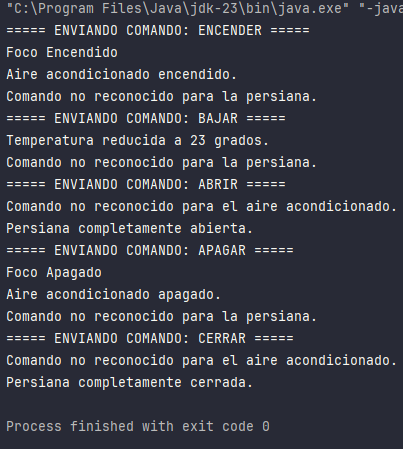 "C:\Program Files\Java\jdk-23\bin\java.exe" "-java
===== ENVIANDO COMANDO: ENCENDER =====
Foco Encendido
Aire acondicionado encendido.
Comando no reconocido para la persiana.
===== ENVIANDO COMANDO: BAJAR =====
Temperatura reducida a 23 grados.
Comando no reconocido para la persiana.
===== ENVIANDO COMANDO: ABRIR =====
Comando no reconocido para el aire acondicionado.
Persiana completamente abierta.
===== ENVIANDO COMANDO: APAGAR =====
Foco Apagado
Aire acondicionado apagado.
Comando no reconocido para la persiana.
===== ENVIANDO COMANDO: CERRAR =====
Comando no reconocido para el aire acondicionado.
Persiana completamente cerrada.
Process finished with exit code 0